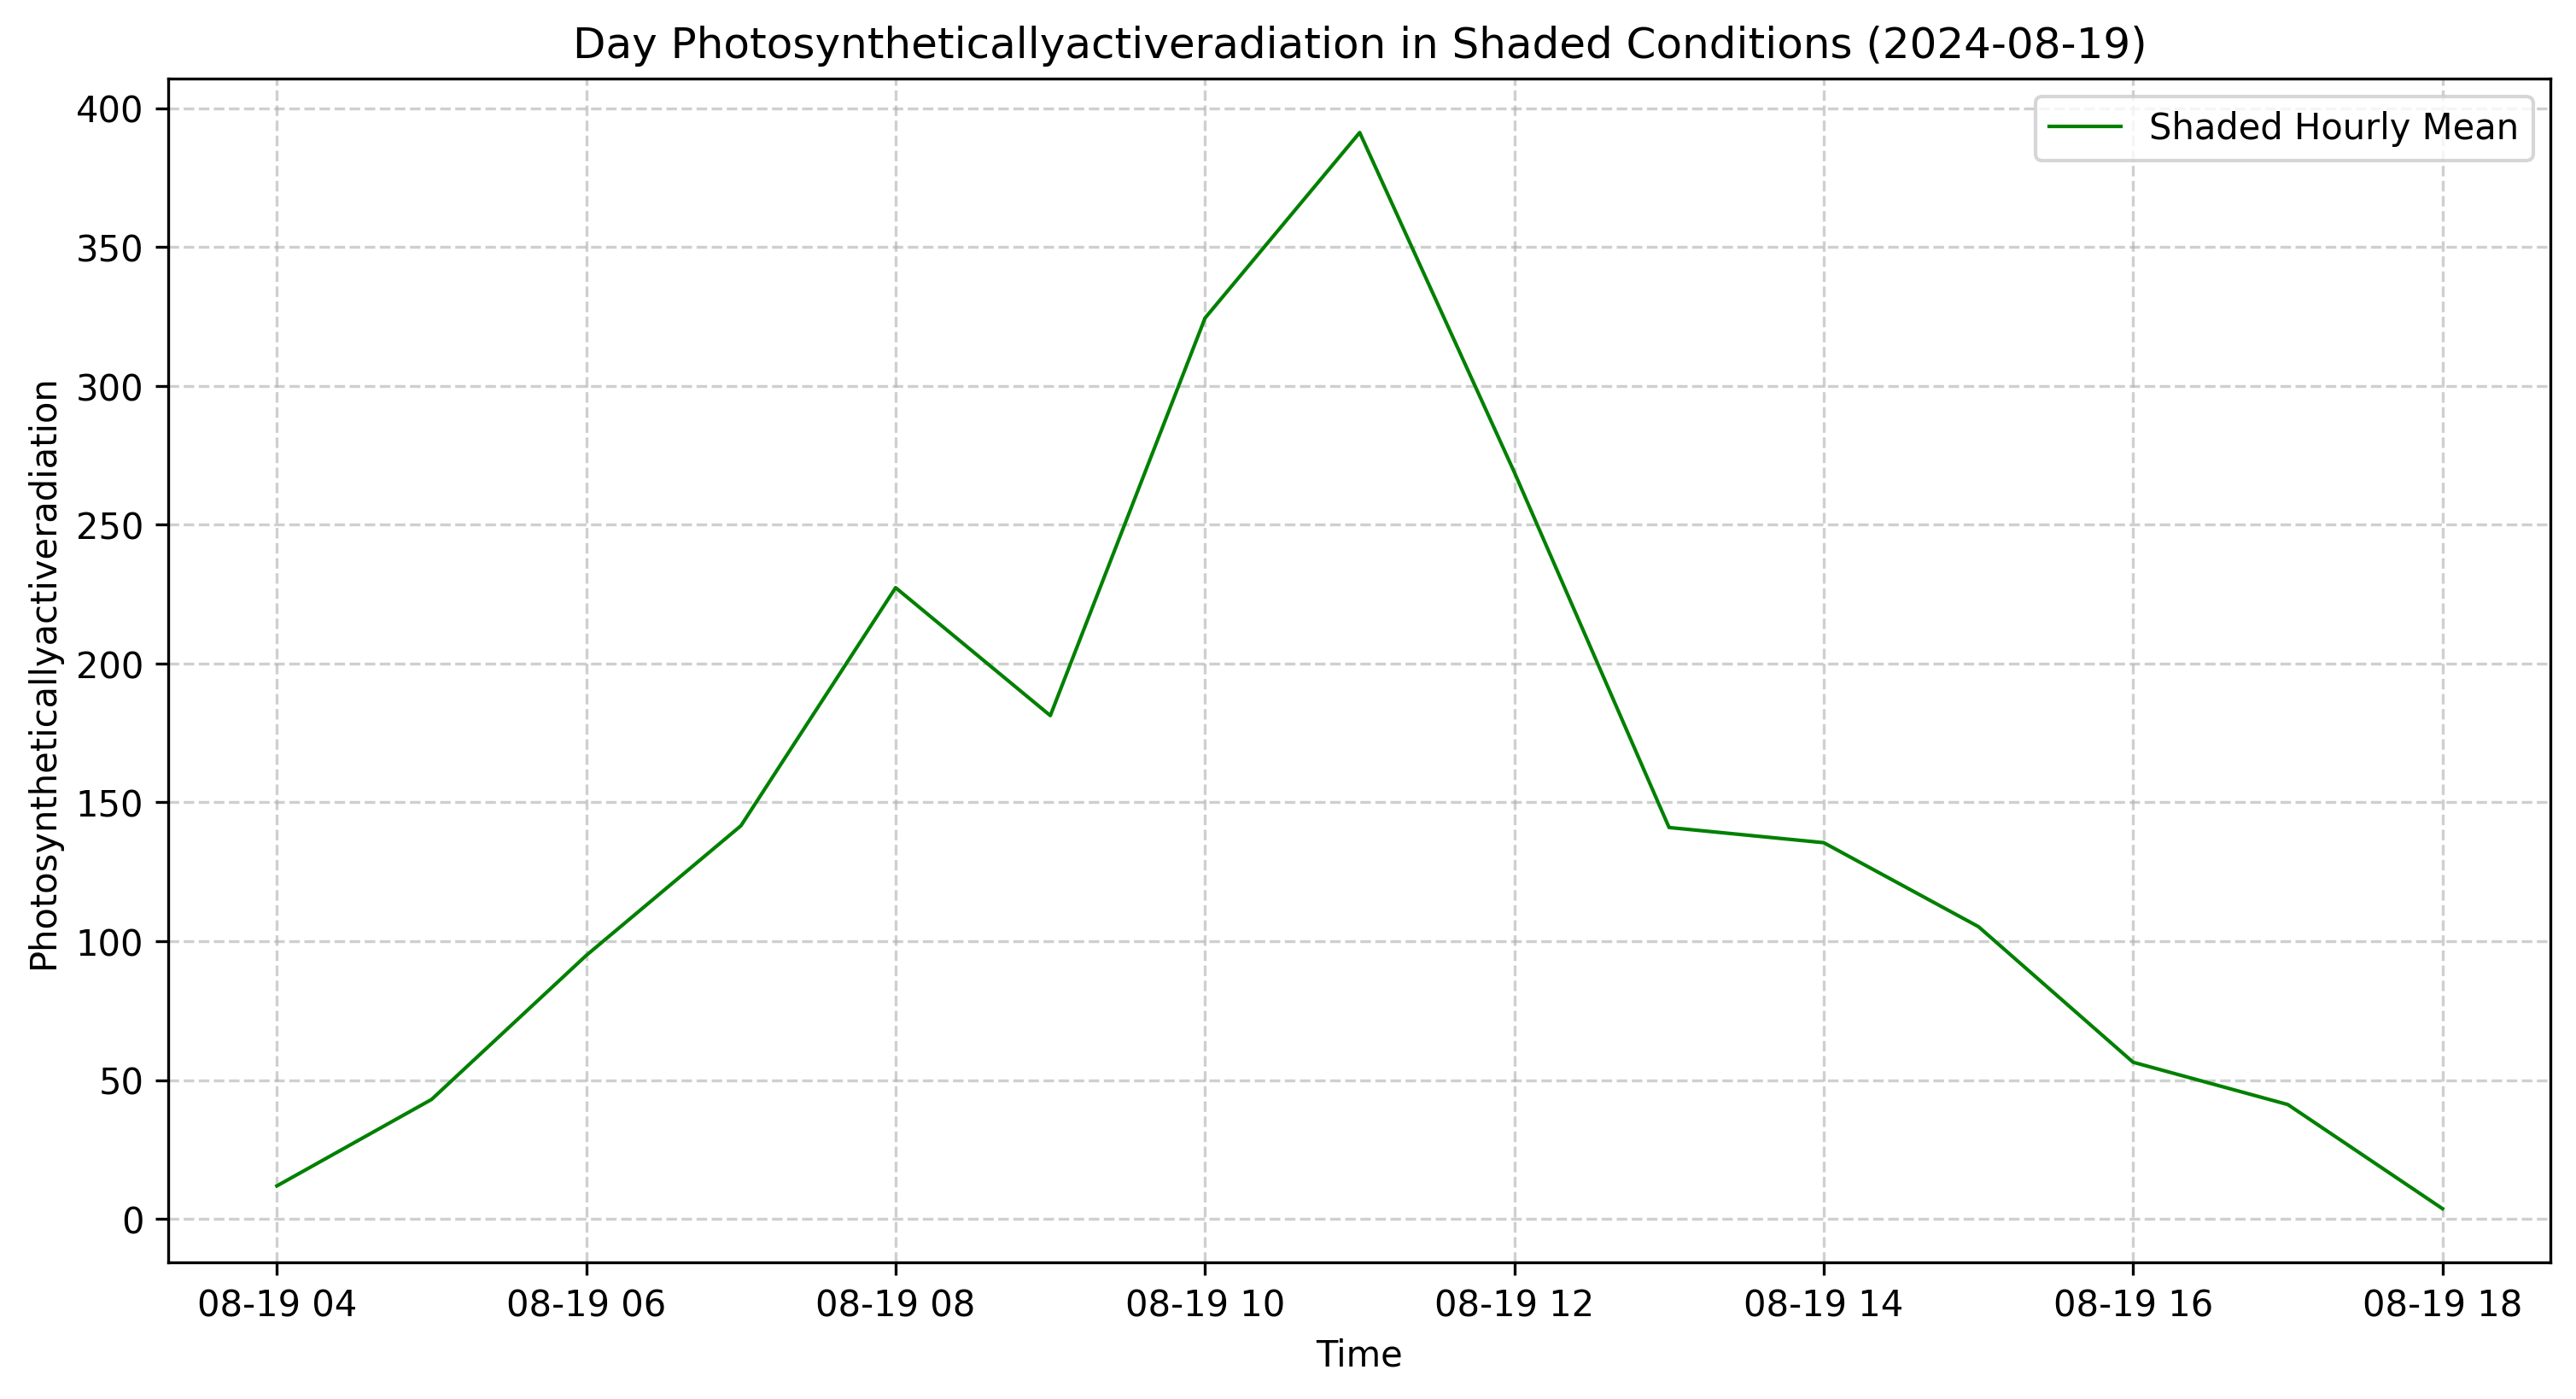 Day Photosyntheticallyactiveradiation in Shaded Conditions (2024-08-19)
Shaded Hourly Mean
Photosyntheticallyactiveradiation
400
350
300
250
200
150
100
50
0
08-19 04 08-19 06 08-19 08 08-19 10 08-19 12 08-19 14 08-19 16 08-19 18
Time